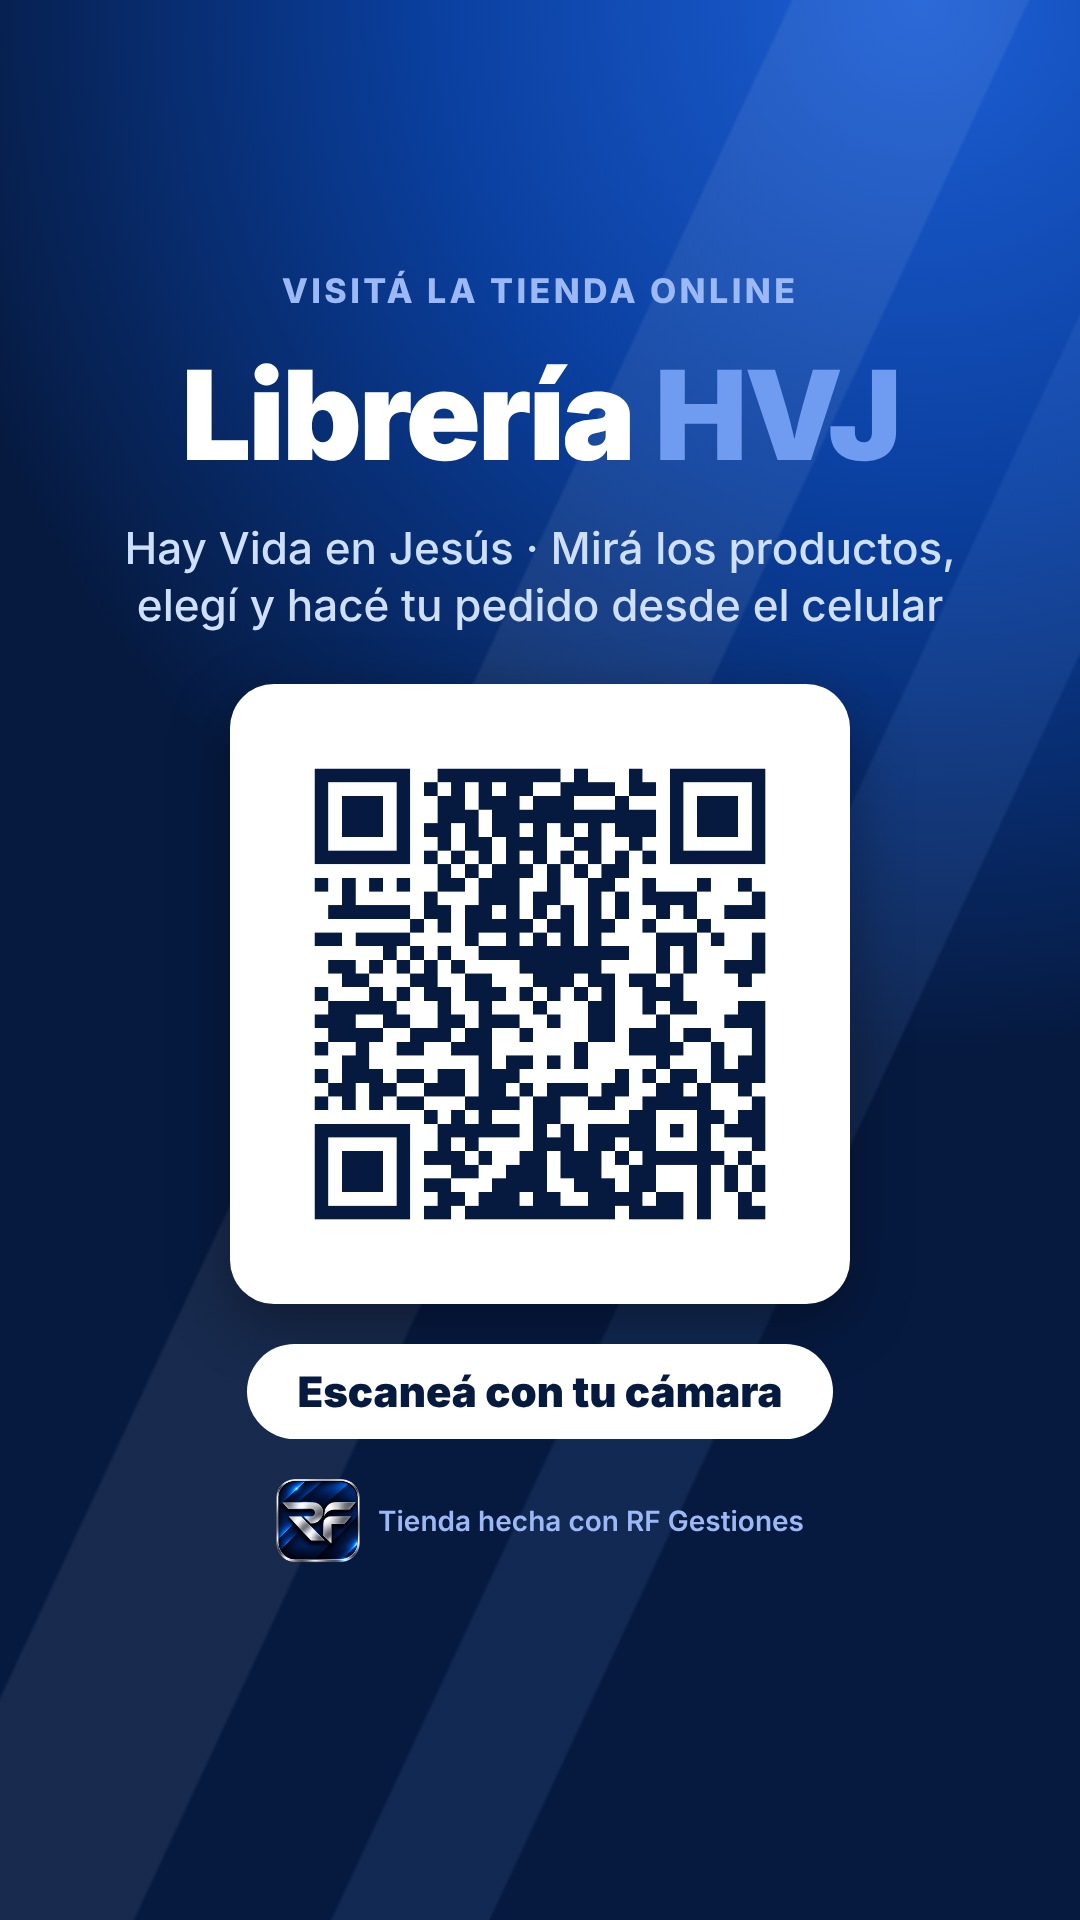 VISITÁ LA TIENDA ONLINE
Librería HVJ
Hay Vida en Jesús · Mirá los productos,
elegí y hacé tu pedido desde el celular
Escaneá con tu cámara
RF
Tienda hecha con RF Gestiones